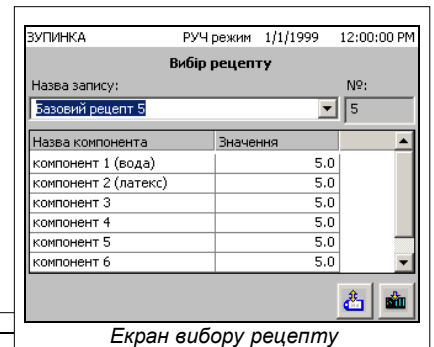 ЗУПИНКА РУЧ режим 1/1/1999 12:00:00 PM
Вибір рецепту
Назва запису: №:
Базовий рецепт 5 5
Назва компонента Значення
компонент 1 (вода) 5.0
компонент 2 (латекс) 5.0
компонент 3 5.0
компонент 4 5.0
компонент 5 5.0
компонент 6 5.0
Екран вибору рецепту